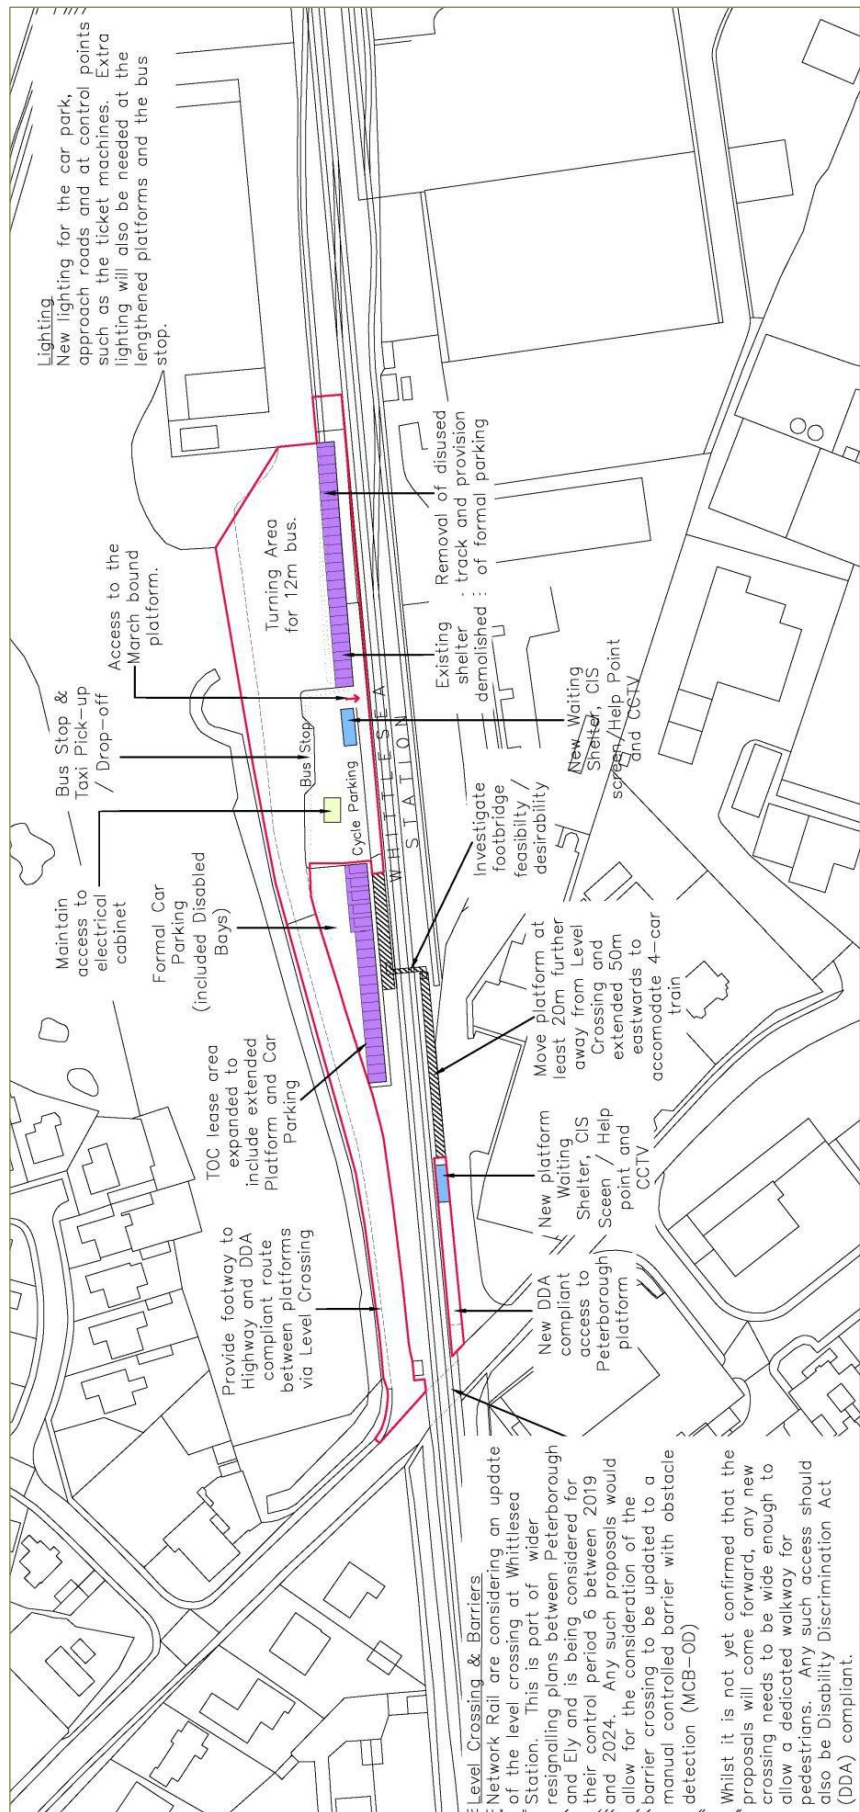 Lighting
New lighting for the car park,
approach roads and at control points
such as the ticket machines. Extra
lighting will also be needed at the
lengthened platforms and the bus
stop.
Access to the
March bound
platform.
Bus Stop &
Taxi Pick-up
/ Drop-off
Maintain
access to
electrical
cabinet
Formal Car
Parking
(included Disabled
Bays)
TOC lease area
expanded to
include extended
Platform and Car
Parking
Provide footway to
Highway and DDA
compliant route
between platforms
via Level Crossing
Turning Area
for 12m bus.
Bus Stop
Cycle Parking
WHITTLESEA
STATION
Removal of disused
track and provision
of formal parking
Existing
shelter
demolished
New Waiting
Shelter, CIS
screen/Help Point
and CCTV
Investigate
footbridge
feasibilty /
desirability
Move platform at
least 20m further
away from Level
Crossing and
extended 50m
eastwards to
accomodate 4-car
train
New platform
Waiting
Shelter, CIS
Sceen / Help
point and
CCTV
New DDA
compliant
access to
Peterborough
platform
Level Crossing & Barriers
Network Rail are considering an update
of the level crossing at Whittlesea
Station. This is part of wider
resignalling plans between Peterborough
and Ely and is being considered for
their control period 6 between 2019
and 2024. Any such proposals would
allow for the consideration of the
barrier crossing to be updated to a
manual controlled barrier with obstacle
detection (MCB-OD)
Whilst it is not yet confirmed that the
proposals will come forward, any new
crossing needs to be wide enough to
allow a dedicated walkway for
pedestrians. Any such access should
also be Disability Discrimination Act
(DDA) compliant.